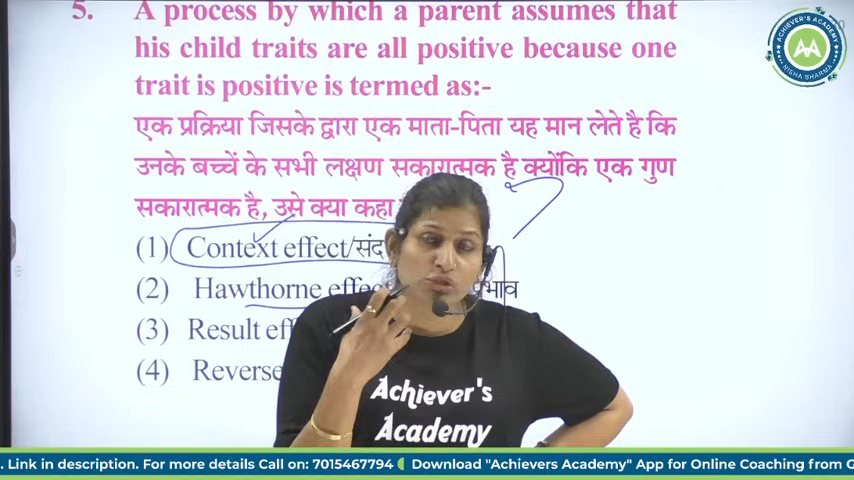 5. A process by which a parent assumes that
his child traits are all positive because one
trait is positive is termed as:-
एक प्रक्रिया जिसके द्वारा एक माता-पिता यह मान लेते है कि
उनके बच्चें के सभी लक्षण सकारात्मक है क्योंकि एक गुण
सकारात्मक है, उसे क्या कहा
(1) Context effect/संद
(2) Hawthorne effec
(3) Result eff
(4) Reverse
ACHIEVER'S ACADEMY
NISHA SHARMA
Achiever's
Academy
. Link in description. For more details Call on: 7015467794 Download "Achievers Academy" App for Online Coaching from G